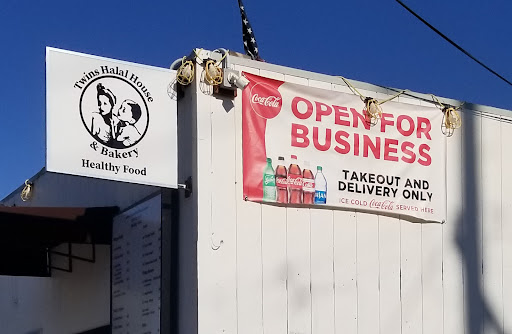 Twins Halal House
& Bakery
Healthy Food
Coca-Cola
OPEN FOR
BUSINESS
TAKEOUT AND
DELIVERY ONLY
ICE COLD Coca-Cola SERVED HERE